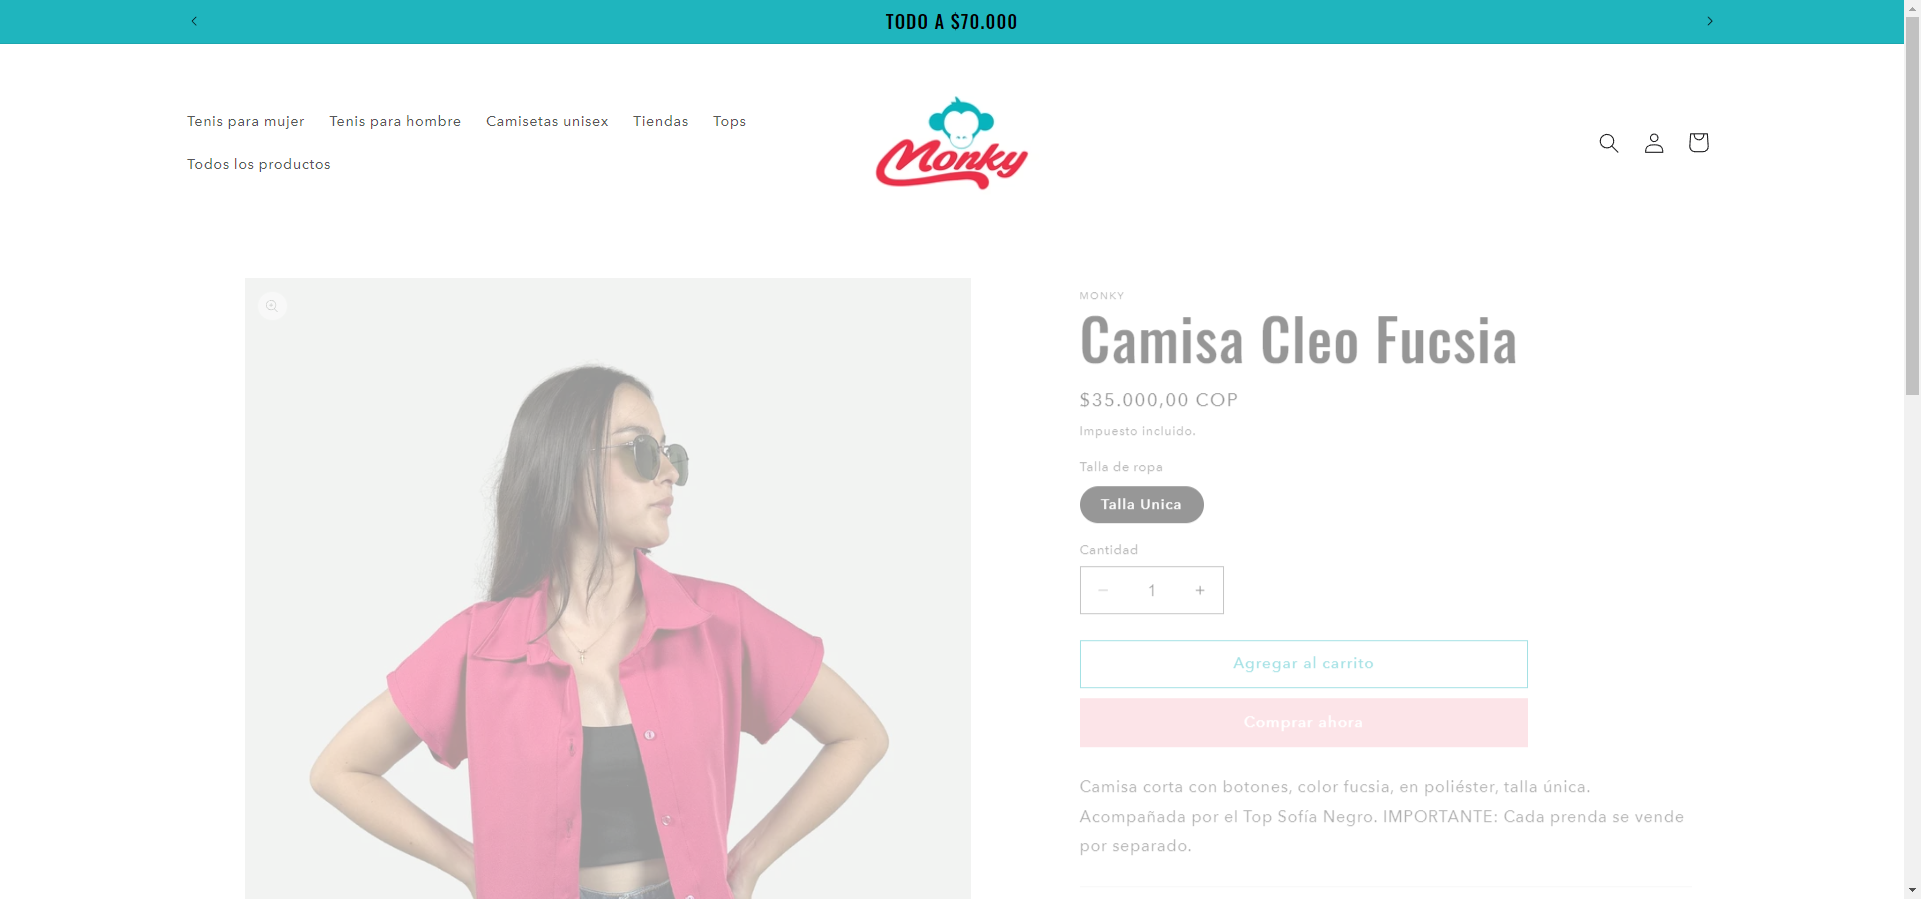 TODO A $70.000
Tenis para mujer
Tenis para hombre
Camisetas unisex
Tiendas
Tops
Todos los productos
Monky
MONKY
Camisa Cleo Fucsia
$35.000,00 COP
Impuesto incluido.
Talla de ropa
Talla Unica
Cantidad
1
Agregar al carrito
Comprar ahora
Camisa corta con botones, color fucsia, en poliéster, talla única.
Acompañada por el Top Sofía Negro. IMPORTANTE: Cada prenda se vende
por separado.